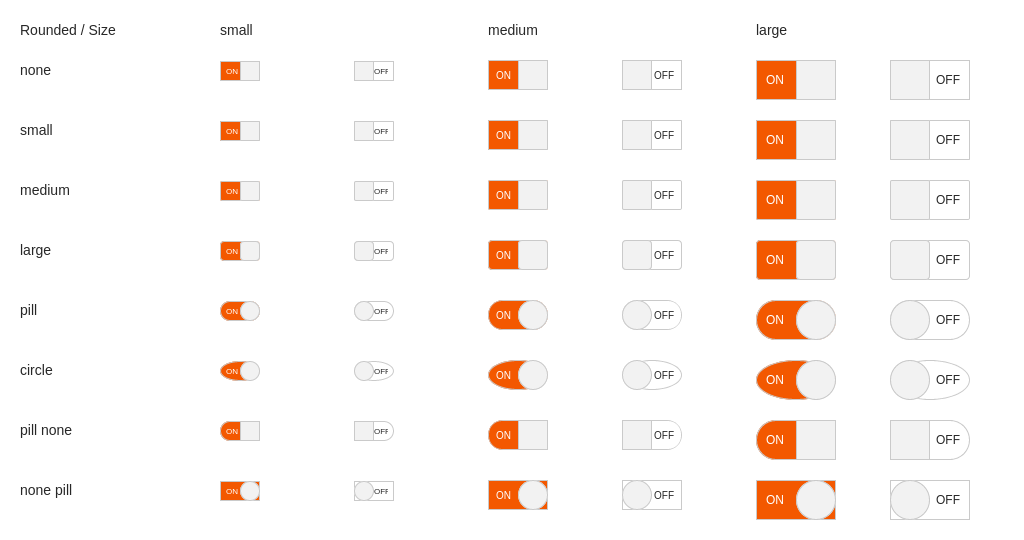 Rounded / Size small medium large
none ON OFF ON OFF ON OFF
small ON OFF ON OFF ON OFF
medium ON OFF ON OFF ON OFF
large ON OFF ON OFF ON OFF
pill ON OFF ON OFF ON OFF
circle ON OFF ON OFF ON OFF
pill none ON OFF ON OFF ON OFF
none pill ON OFF ON OFF ON OFF